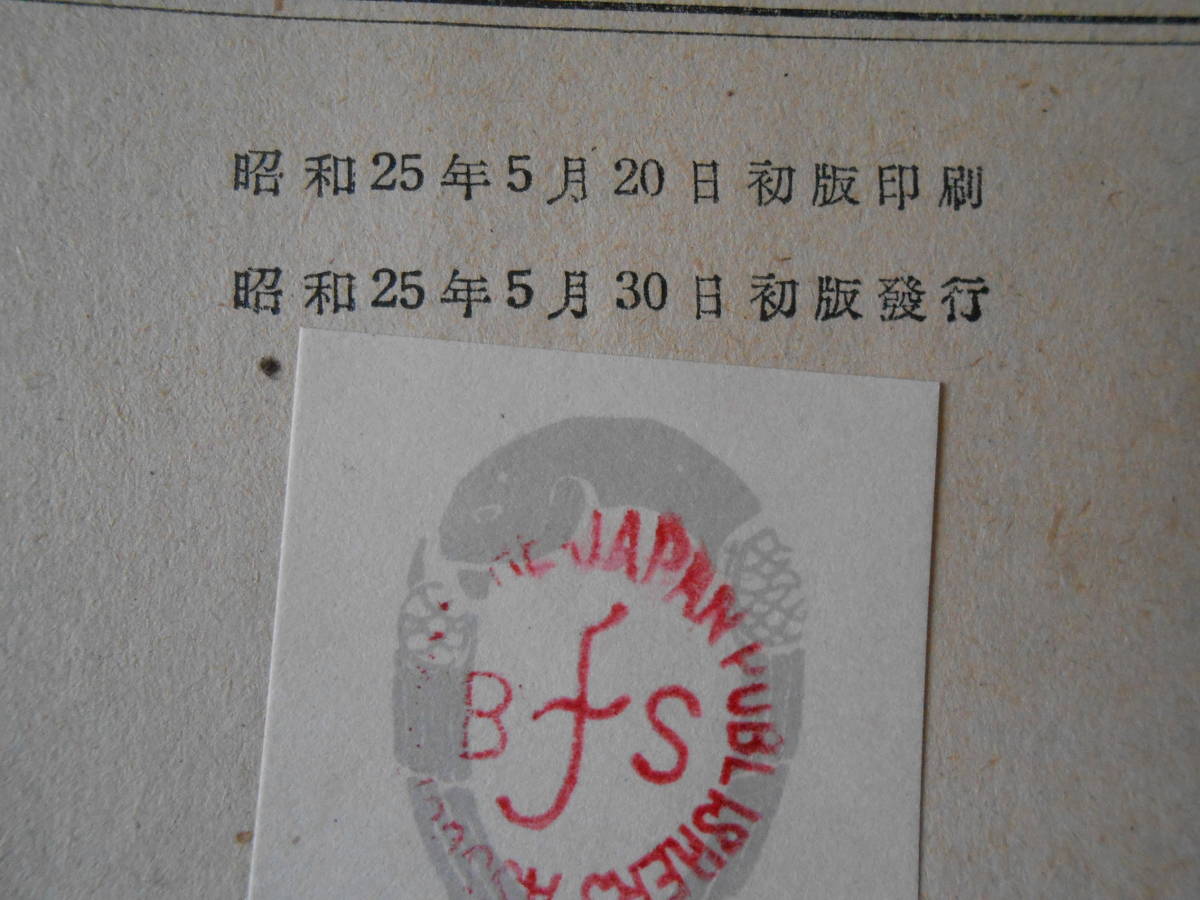 昭和25年5月20日初版印刷
昭和25年5月30日初版發行
JAPAN PUBLISHERS
BfS